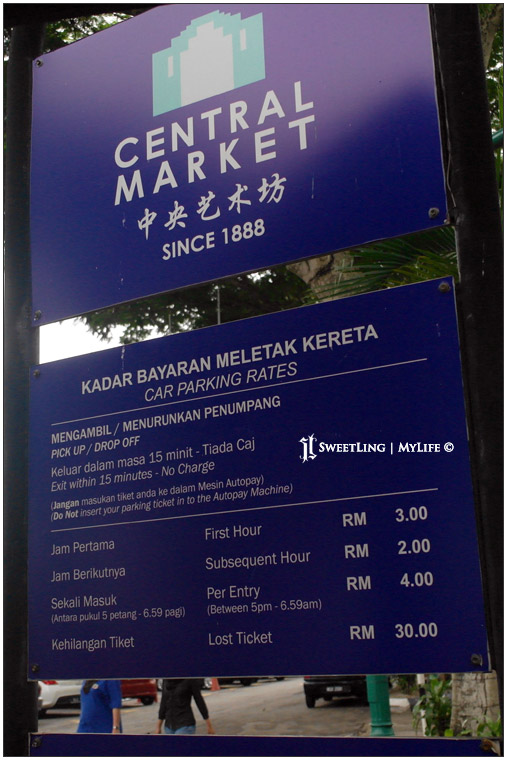 CENTRAL
MARKET
中央艺术坊
SINCE 1888
KADAR BAYARAN MELETAK KERETA
CAR PARKING RATES
MENGAMBIL / MENURUNKAN PENUMPANG
PICK UP / DROP OFF
Keluar dalam masa 15 minit - Tiada Caj
Exit within 15 minutes - No Charge
(Jangan masukan tiket anda ke dalam Mesin Autopay)
(Do Not insert your parking ticket in to the Autopay Machine)
SweetLing | MyLife ©
Jam Pertama First Hour RM 3.00
Jam Berikutnya Subsequent Hour RM 2.00
Sekali Masuk Per Entry RM 4.00
(Antara pukul 5 petang - 6.59 pagi) (Between 5pm - 6.59am)
Kehilangan Tiket Lost Ticket RM 30.00